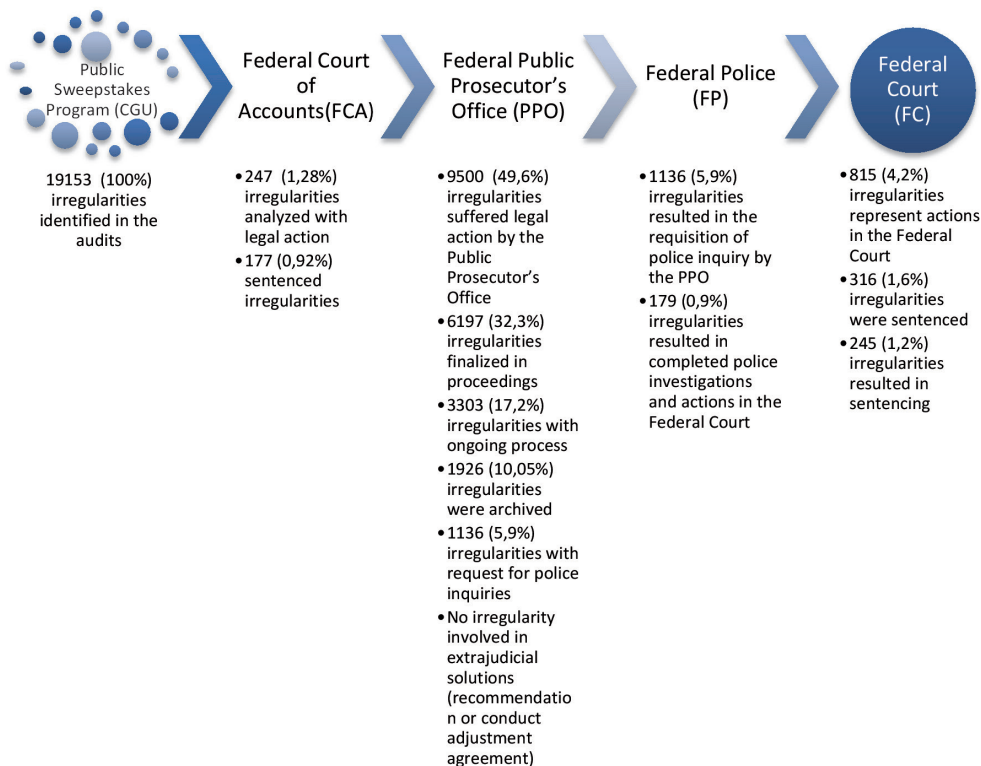 Public
Sweepstakes
Program (CGU)
19153  (100%)
irregularities
identified in the
audits
Federal Court
of
Accounts(FCA)
•247 (1,28%)
irregularities
analyzed with
legal action
•177 (0,92%)
sentenced
irregularities
Federal Public
Prosecutor’s
Office (PPO)
•9500 (49,6%)
irregularities
suffered legal
action by the
Public
Prosecutor’s
Office
•6197 (32,3%)
irregularities
finalized in
proceedings
•3303 (17,2%)
irregularities with
ongoing process
•1926 (10,05%)
irregularities
were archived
•1136 (5,9%)
irregularities with
request for police
inquiries
•No irregularity
involved in
extrajudicial
solutions
(recommendatio
n or conduct
adjustment
agreement)
Federal Police
(FP)
•1136 (5,9%)
irregularities
resulted in the
requisition of
police inquiry by
the PPO
•179 (0,9%)
irregularities
resulted in
completed police
investigations
and actions in the
Federal Court
Federal
Court
(FC)
•815 (4,2%)
irregularities
represent actions
in the Federal
Court
•316 (1,6%)
irregularities
were sentenced
•245 (1,2%)
irregularities
resulted in
sentencing